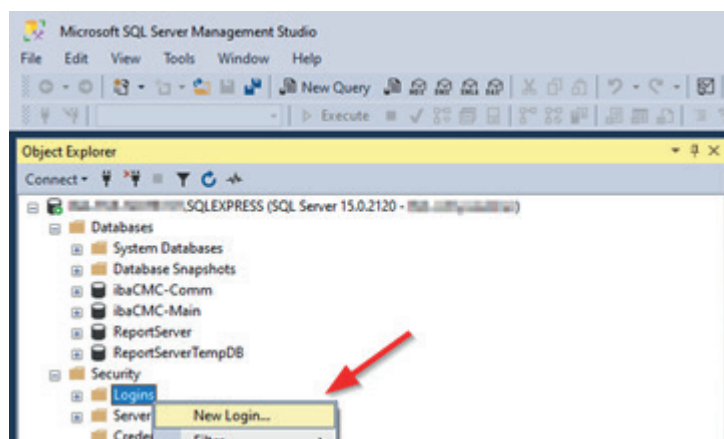 Microsoft SQL Server Management Studio
File Edit View Tools Window Help
New Query
Execute
Object Explorer
Connect
SQLEXPRESS (SQL Server 15.0.2120 - )
Databases
System Databases
Database Snapshots
ibaCMC-Comm
ibaCMC-Main
ReportServer
ReportServerTempDB
Security
Logins
Server New Login...